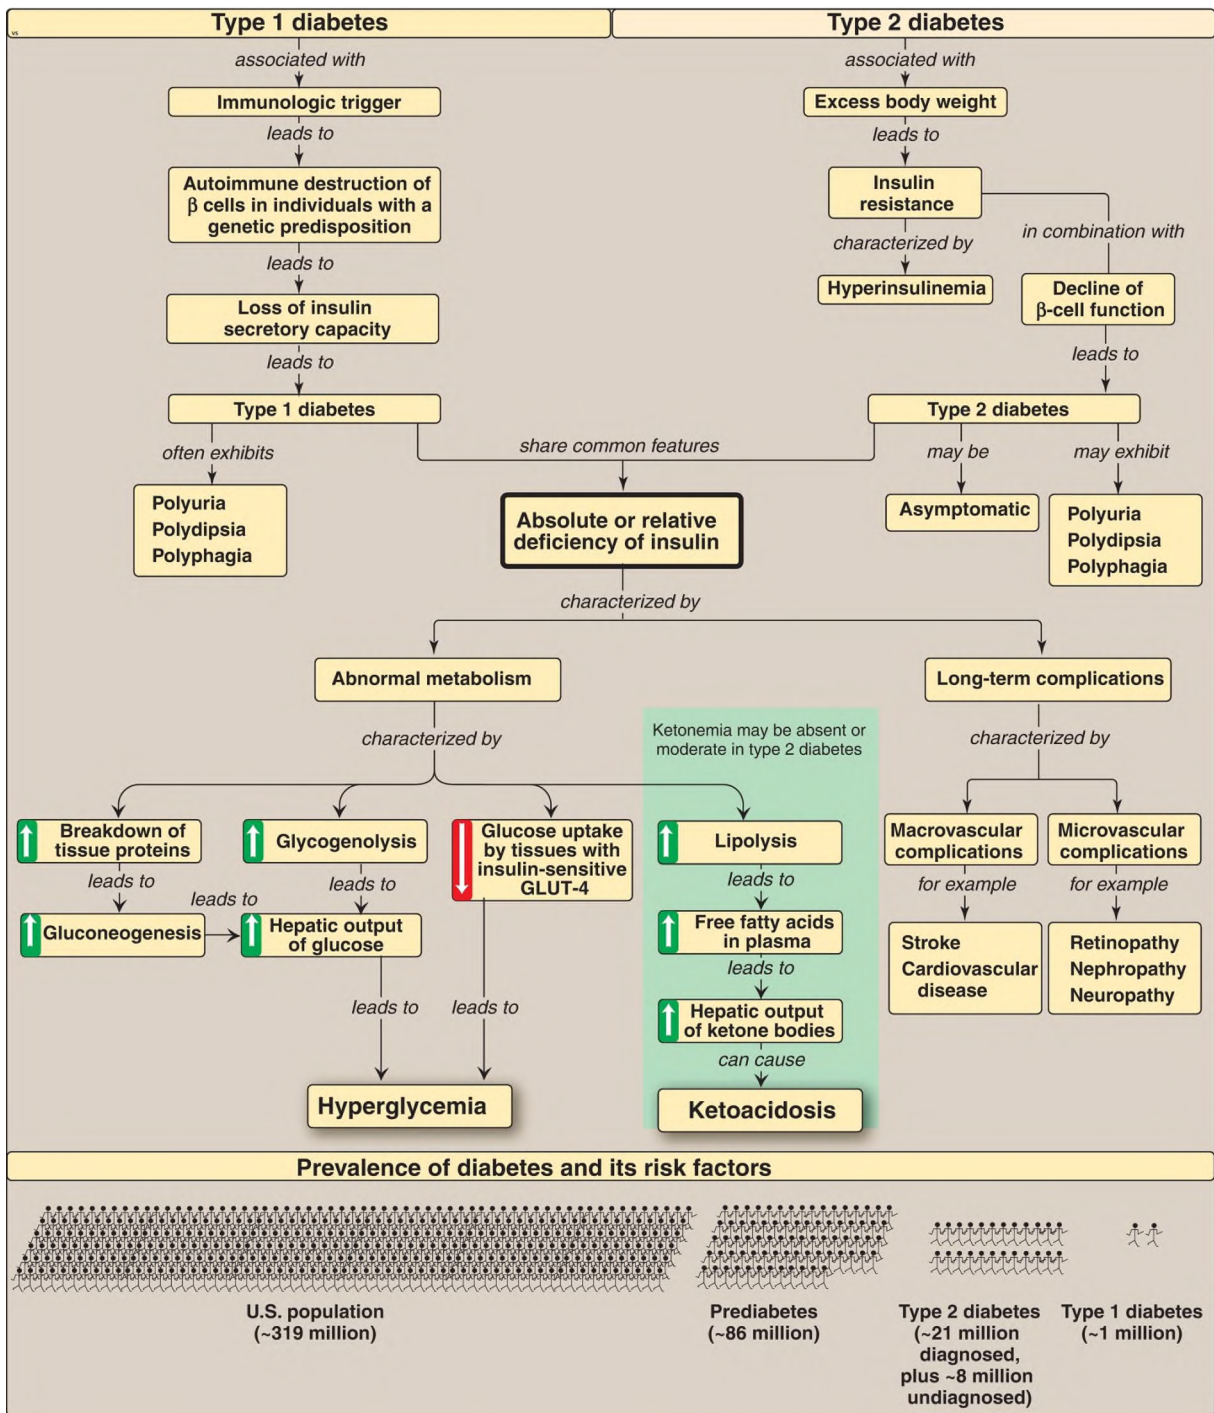 Type 1 diabetes
Type 2 diabetes
vs
associated with
Immunologic trigger
leads to
Autoimmune destruction of
β cells in individuals with a
genetic predisposition
leads to
Loss of insulin
secretory capacity
leads to
Type 1 diabetes
often exhibits
Polyuria
Polydipsia
Polyphagia
associated with
Excess body weight
leads to
Insulin
resistance
characterized by
Hyperinsulinemia
in combination with
Decline of
β-cell function
leads to
Type 2 diabetes
may be
Asymptomatic
may exhibit
Polyuria
Polydipsia
Polyphagia
share common features
Absolute or relative
deficiency of insulin
characterized by
Abnormal metabolism
characterized by
Breakdown of
tissue proteins
leads to
Gluconeogenesis
leads to
Glycogenolysis
leads to
Hepatic output
of glucose
leads to
Glucose uptake
by tissues with
insulin-sensitive
GLUT-4
leads to
Hyperglycemia
Ketonemia may be absent or
moderate in type 2 diabetes
Lipolysis
leads to
Free fatty acids
in plasma
leads to
Hepatic output
of ketone bodies
can cause
Ketoacidosis
Long-term complications
characterized by
Macrovascular
complications
for example
Stroke
Cardiovascular
disease
Microvascular
complications
for example
Retinopathy
Nephropathy
Neuropathy
Prevalence of diabetes and its risk factors
U.S. population
(~319 million)
Prediabetes
(~86 million)
Type 2 diabetes
(~21 million
diagnosed,
plus ~8 million
undiagnosed)
Type 1 diabetes
(~1 million)